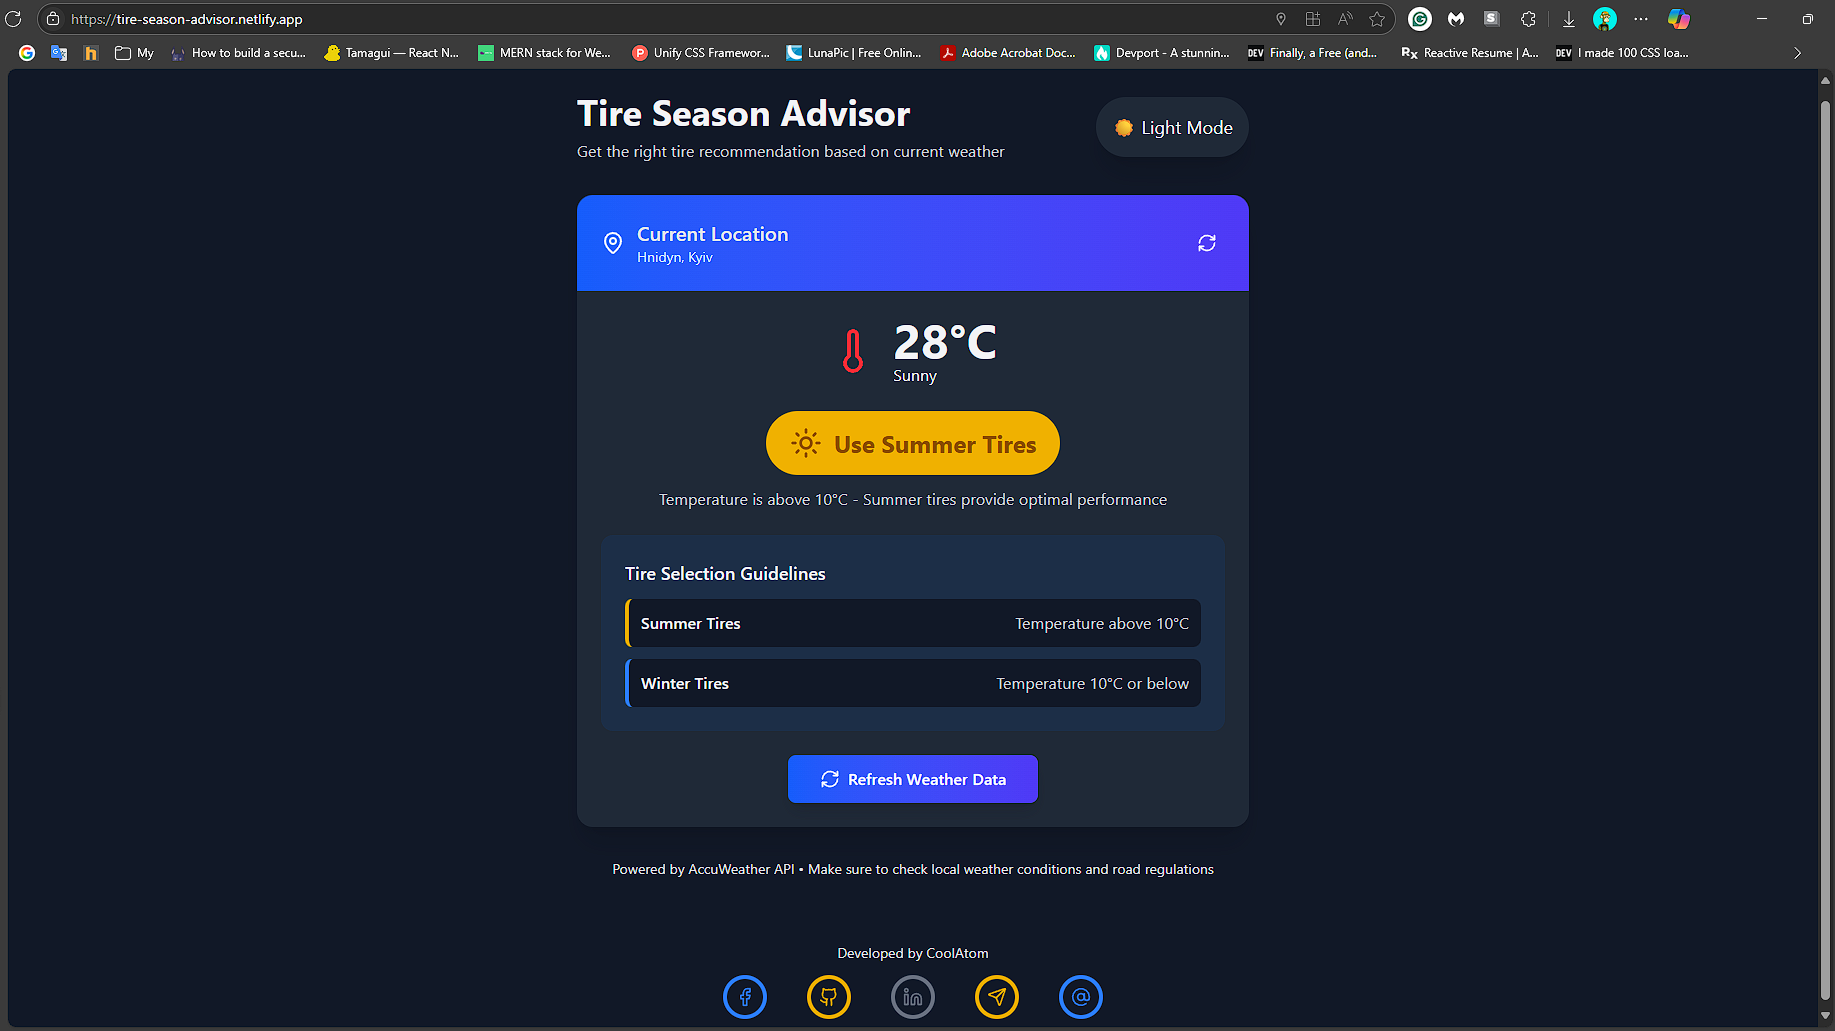 https://tire-season-advisor.netlify.app
My
How to build a secu...
Tamagui — React N...
MERN stack for We...
Unify CSS Framewor...
LunaPic | Free Onlin...
Adobe Acrobat Doc...
Devport - A stunnin...
DEV Finally, a Free (and...
Rx Reactive Resume | A...
DEV I made 100 CSS loa...
Tire Season Advisor
Light Mode
Get the right tire recommendation based on current weather
Current Location
Hnidyn, Kyiv
28°C
Sunny
Use Summer Tires
Temperature is above 10°C - Summer tires provide optimal performance
Tire Selection Guidelines
Summer Tires Temperature above 10°C
Winter Tires Temperature 10°C or below
Refresh Weather Data
Powered by AccuWeather API • Make sure to check local weather conditions and road regulations
Developed by CoolAtom